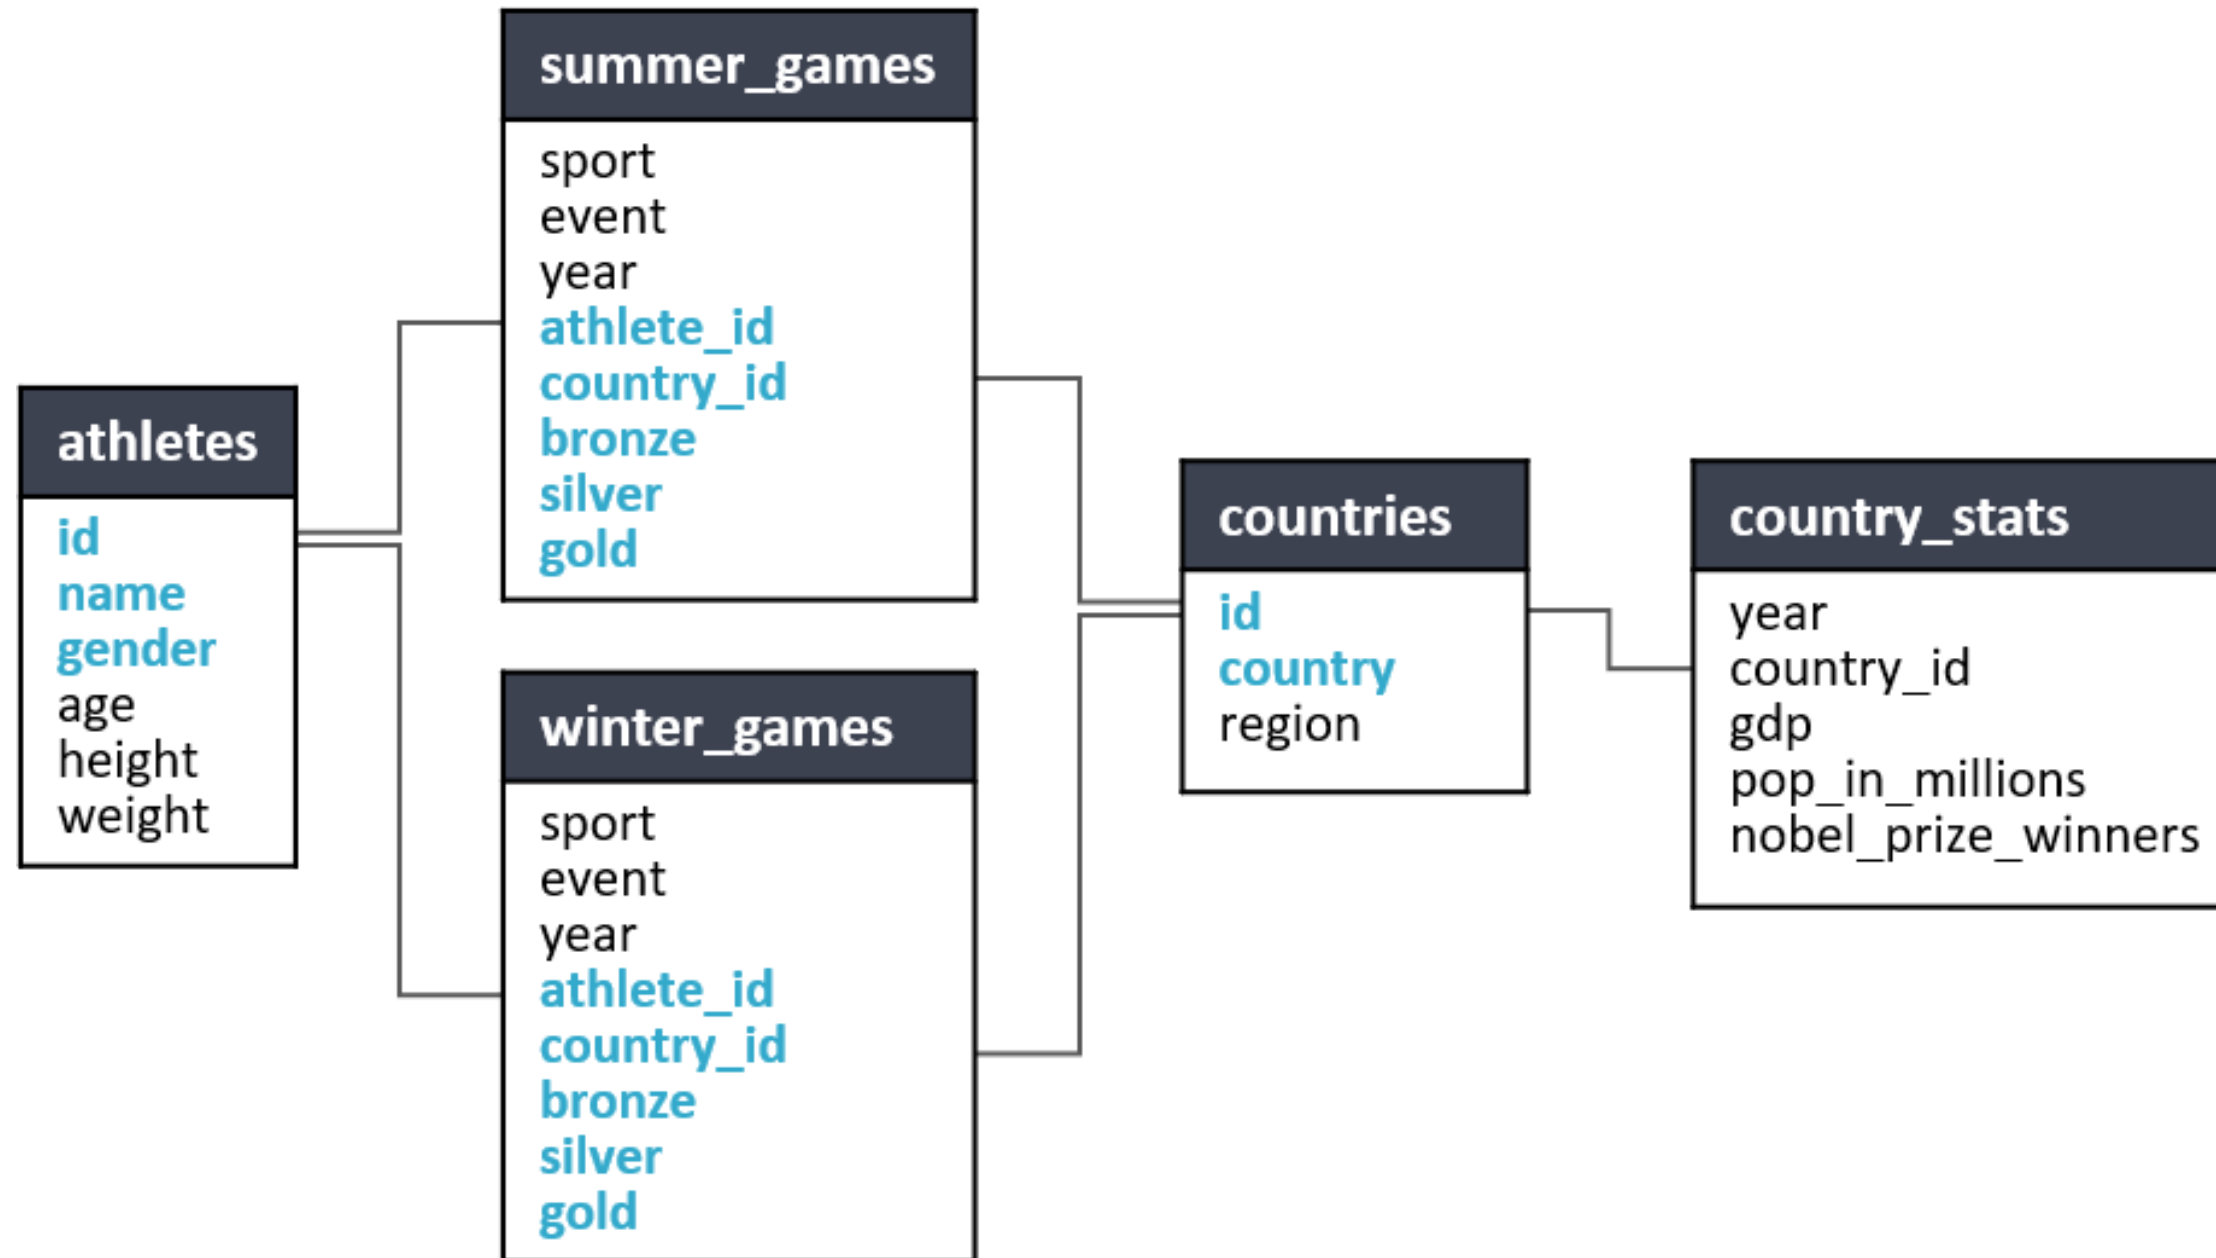 summer_games
sport
event
year
athlete_id
country_id
bronze
silver
gold
athletes
id
name
gender
age
height
weight
winter_games
sport
event
year
athlete_id
country_id
bronze
silver
gold
countries
id
country
region
country_stats
year
country_id
gdp
pop_in_millions
nobel_prize_winners